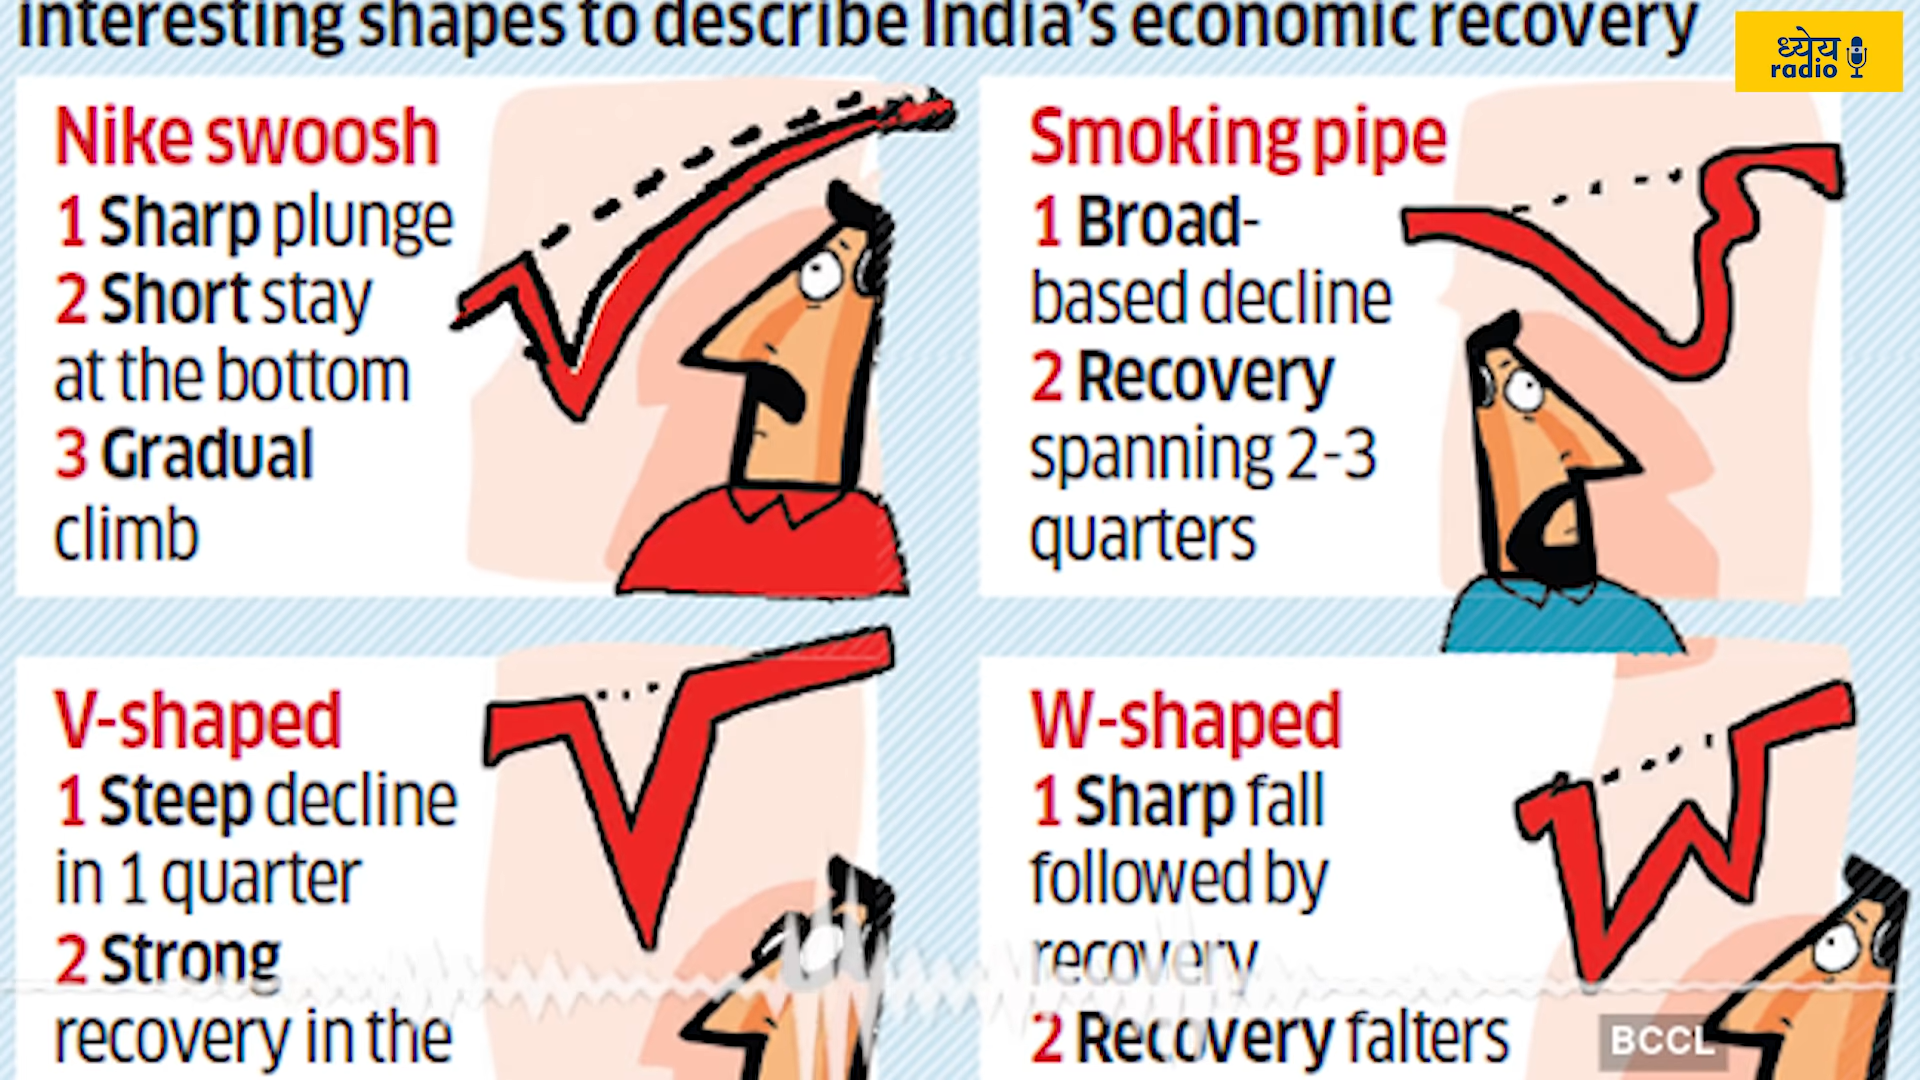 interesting shapes to describe India's economic recovery
ध्येय
radio
Nike swoosh
1 Sharp plunge
2 Short stay
at the bottom
3 Gradual
climb
Smoking pipe
1 Broad-
based decline
2 Recovery
spanning 2-3
quarters
V-shaped
1 Steep decline
in 1 quarter
2 Strong
recovery in the
W-shaped
1 Sharp fall
followed by
recovery
2 Recovery falters
BCCL